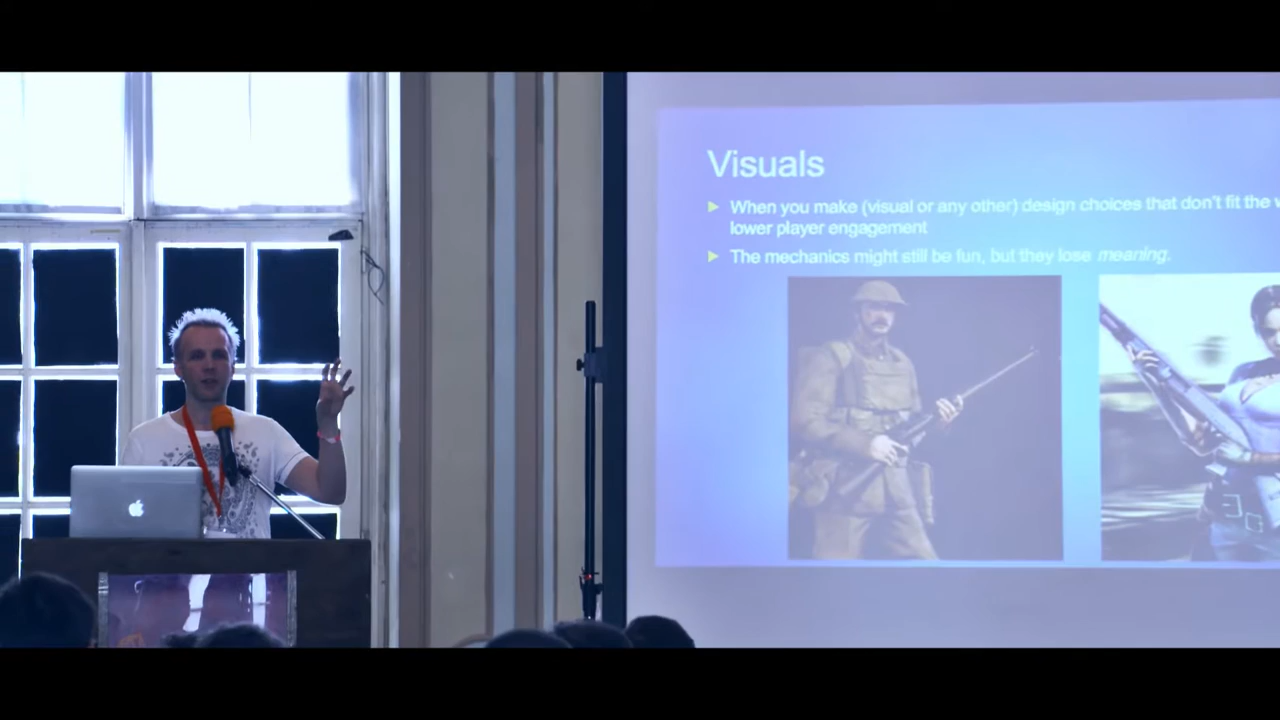 Visuals
When you make (visual or any other) design choices that don't fit the
lower player engagement
The mechanics might still be fun, but they lose meaning.